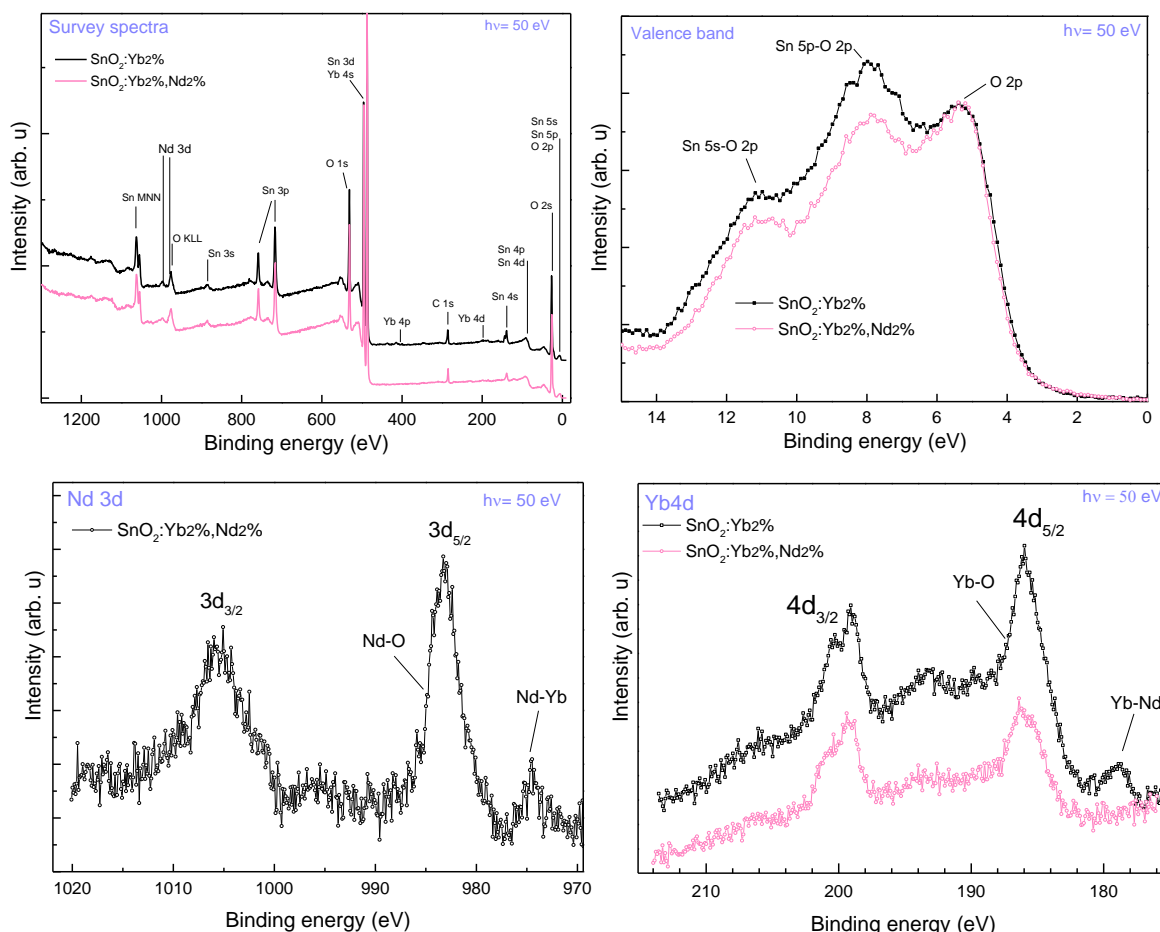 Survey spectra
hν= 50 eV
SnO₂:Yb2%
SnO₂:Yb2%,Nd2%
Sn 3d
Yb 4s
Sn 5s
Sn 5p
O 2p
Nd 3d
O 1s
Sn MNN
Sn 3p
O 2s
O KLL
Sn 3s
Sn 4p
Sn 4d
C 1s
Sn 4s
Yb 4p
Yb 4d
Intensity (arb. u)
1200 1000 800 600 400 200 0
Binding energy (eV)
Valence band
hν= 50 eV
Sn 5p-O 2p
O 2p
Sn 5s-O 2p
SnO₂:Yb2%
SnO₂:Yb2%,Nd2%
Intensity (arb. u)
14 12 10 8 6 4 2 0
Binding energy (eV)
Nd 3d
hν= 50 eV
SnO₂:Yb2%,Nd2%
3d₅/₂
3d₃/₂
Nd-O
Nd-Yb
Intensity (arb. u)
1020 1010 1000 990 980 970
Binding energy (eV)
Yb4d
hν = 50 eV
SnO₂:Yb2%
SnO₂:Yb2%,Nd2%
4d₅/₂
Yb-O
4d₃/₂
Yb-Nd
Intensity (arb. u)
210 200 190 180
Binding energy (eV)